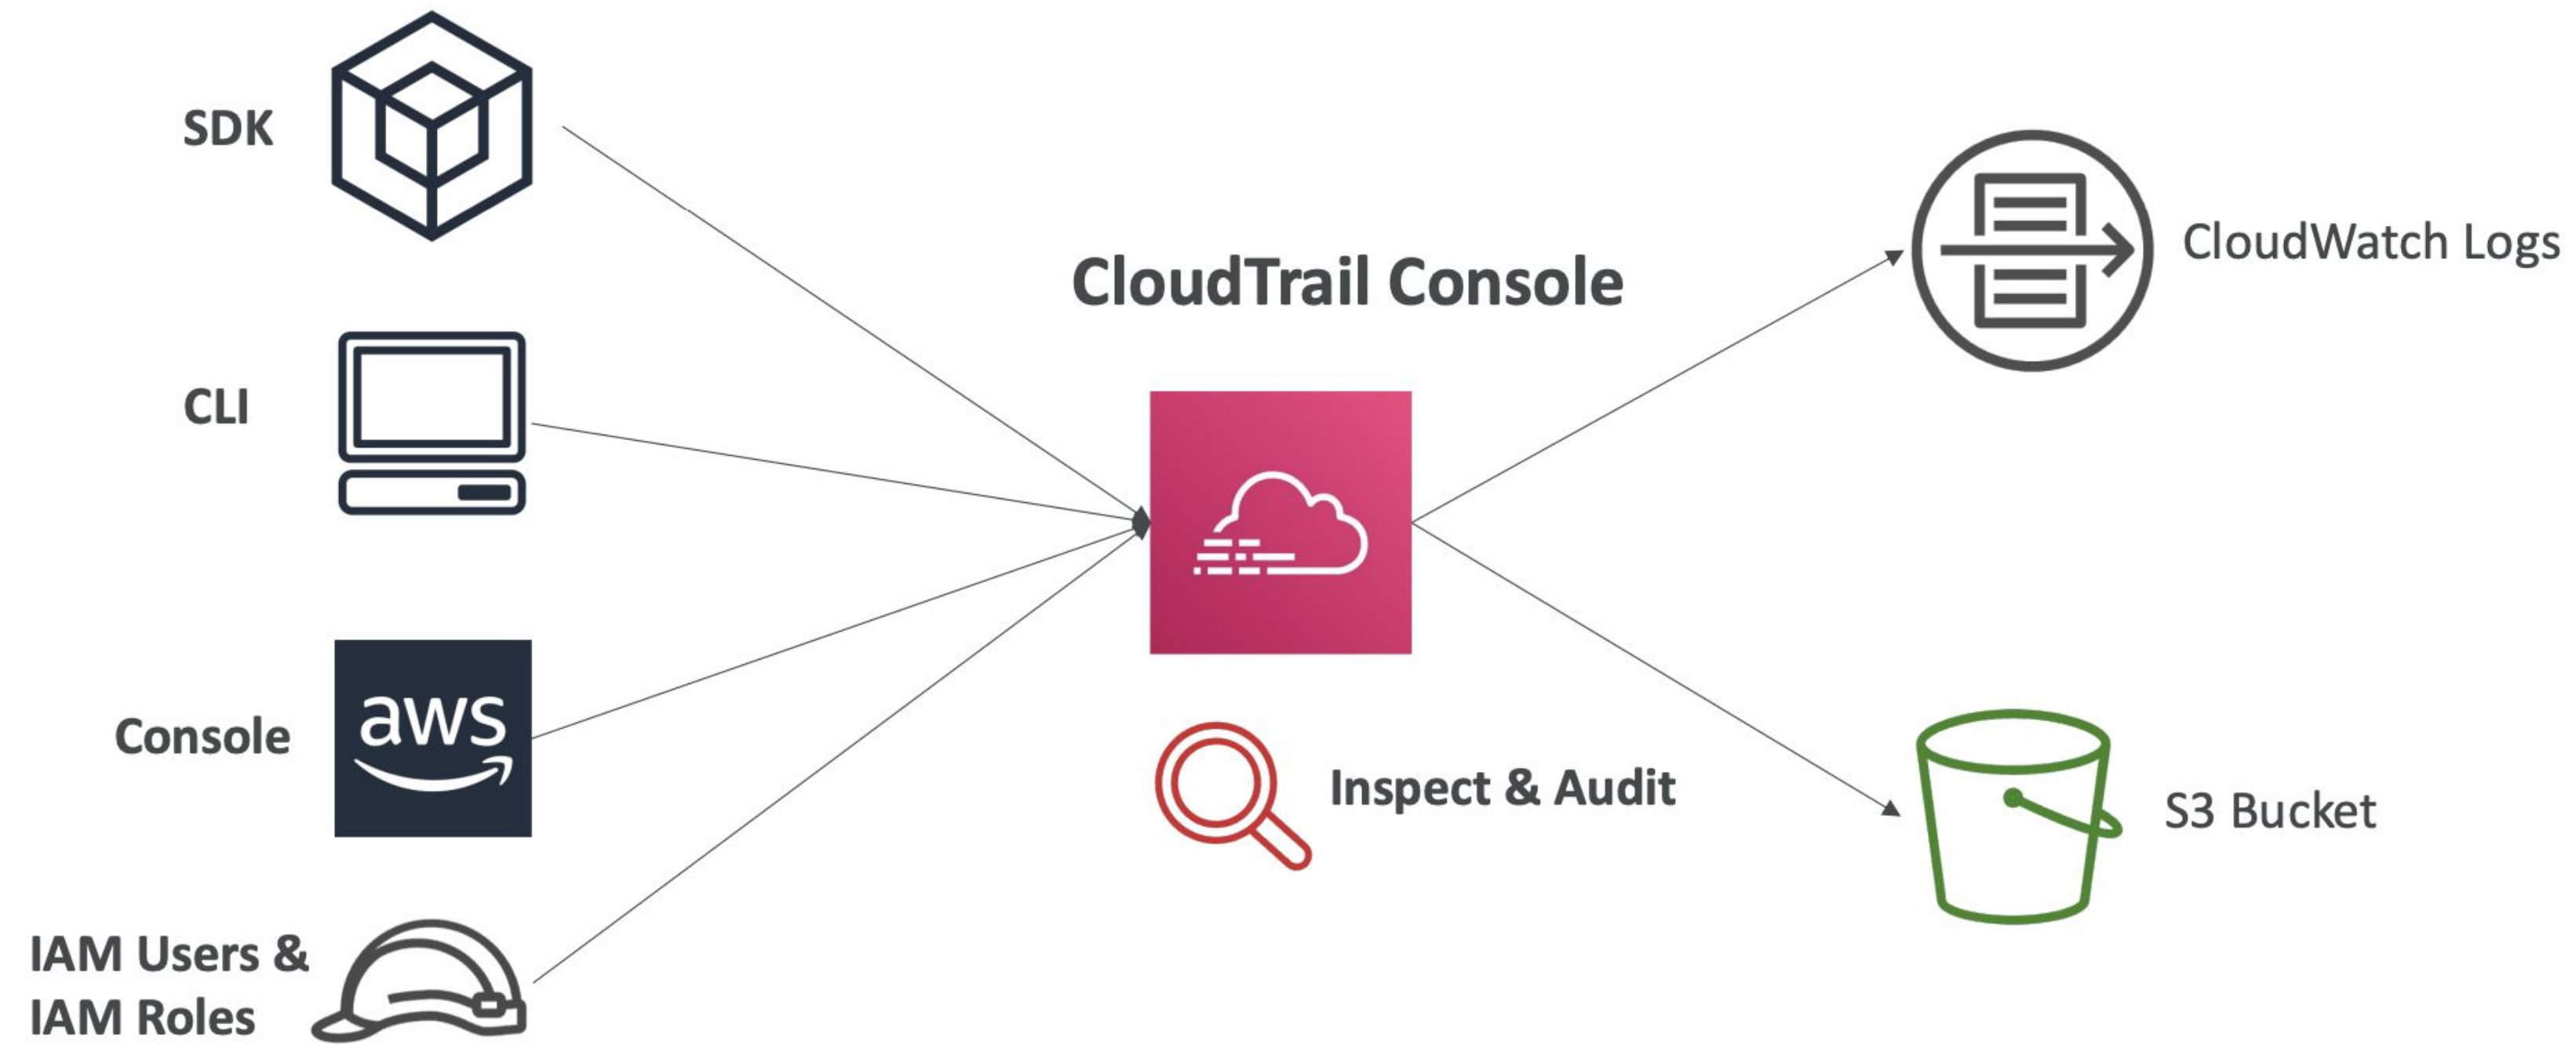 SDK
CLI
Console
aws
IAM Users &
IAM Roles
CloudTrail Console
Inspect & Audit
CloudWatch Logs
S3 Bucket